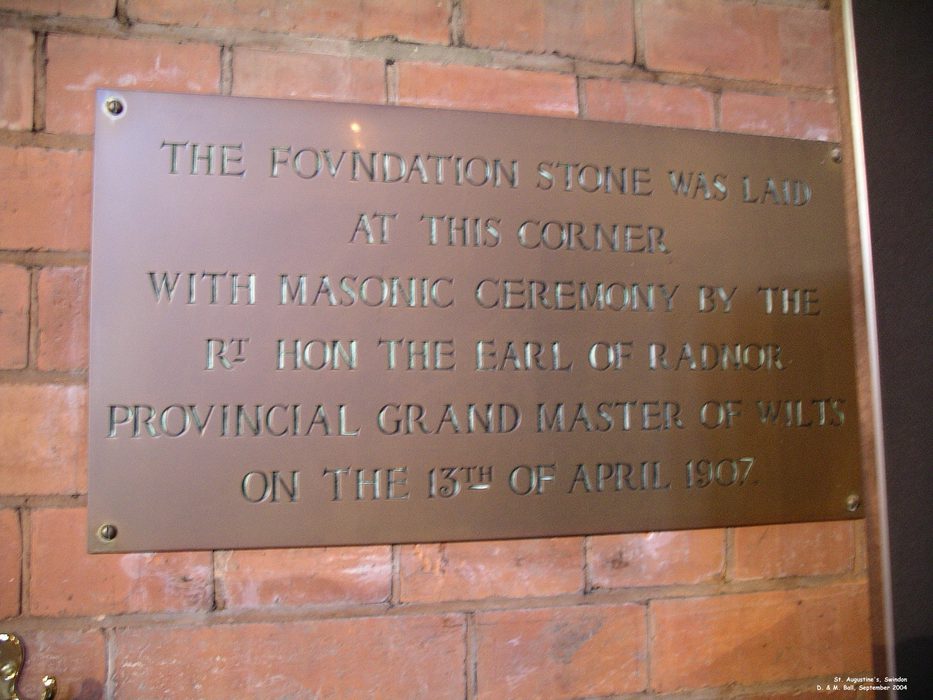 THE FOVNDATION STONE WAS LAID
AT THIS CORNER
WITH MASONIC CEREMONY BY THE
RT HON THE EARL OF RADNOR
PROVINCIAL GRAND MASTER OF WILTS
ON THE 13TH OF APRIL 1907.
St. Augustine's, Swindon
D. & M. Ball, September 2004